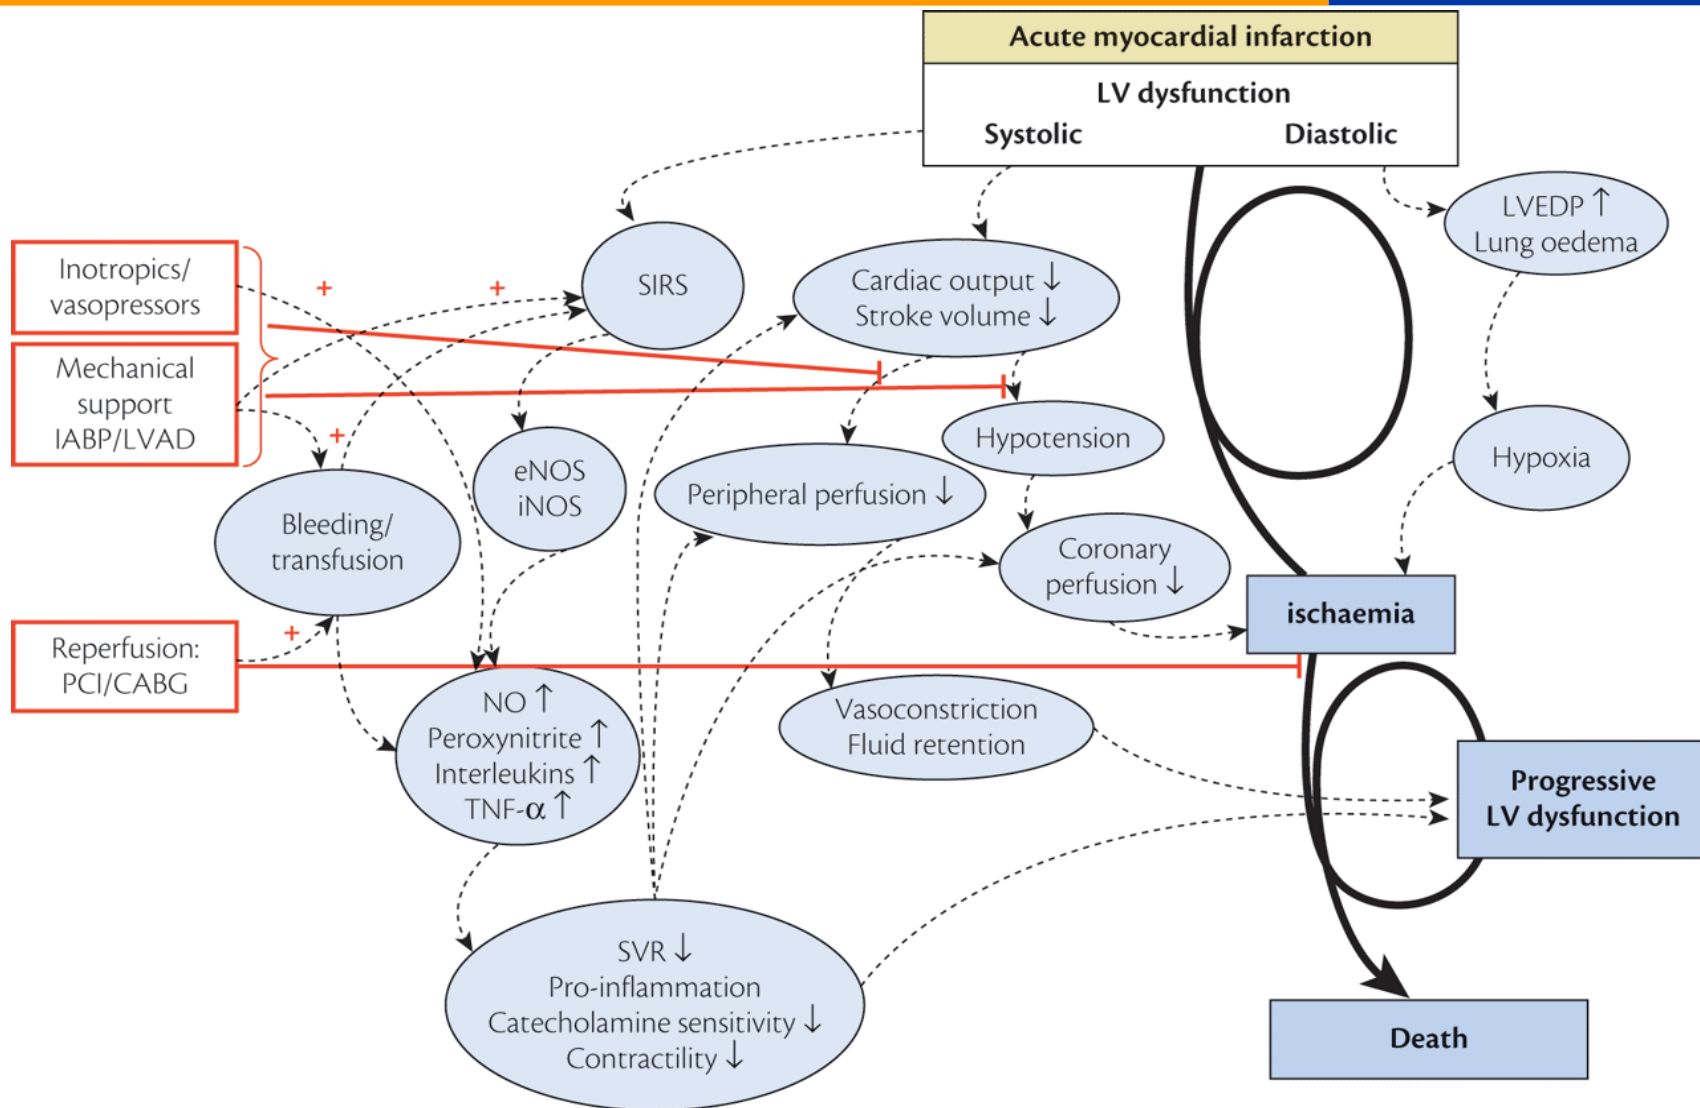 Acute myocardial infarction
LV dysfunction
Systolic Diastolic
LVEDP ↑
Lung oedema
Inotropics/
vasopressors
+ +
SIRS
Cardiac output ↓
Stroke volume ↓
Mechanical
support
IABP/LVAD
+
Hypotension
Hypoxia
eNOS
iNOS
Peripheral perfusion ↓
Bleeding/
transfusion
Coronary
perfusion ↓
ischaemia
Reperfusion:
PCI/CABG
+
NO ↑
Peroxynitrite ↑
Interleukins ↑
TNF-α ↑
Vasoconstriction
Fluid retention
Progressive
LV dysfunction
SVR ↓
Pro-inflammation
Catecholamine sensitivity ↓
Contractility ↓
Death